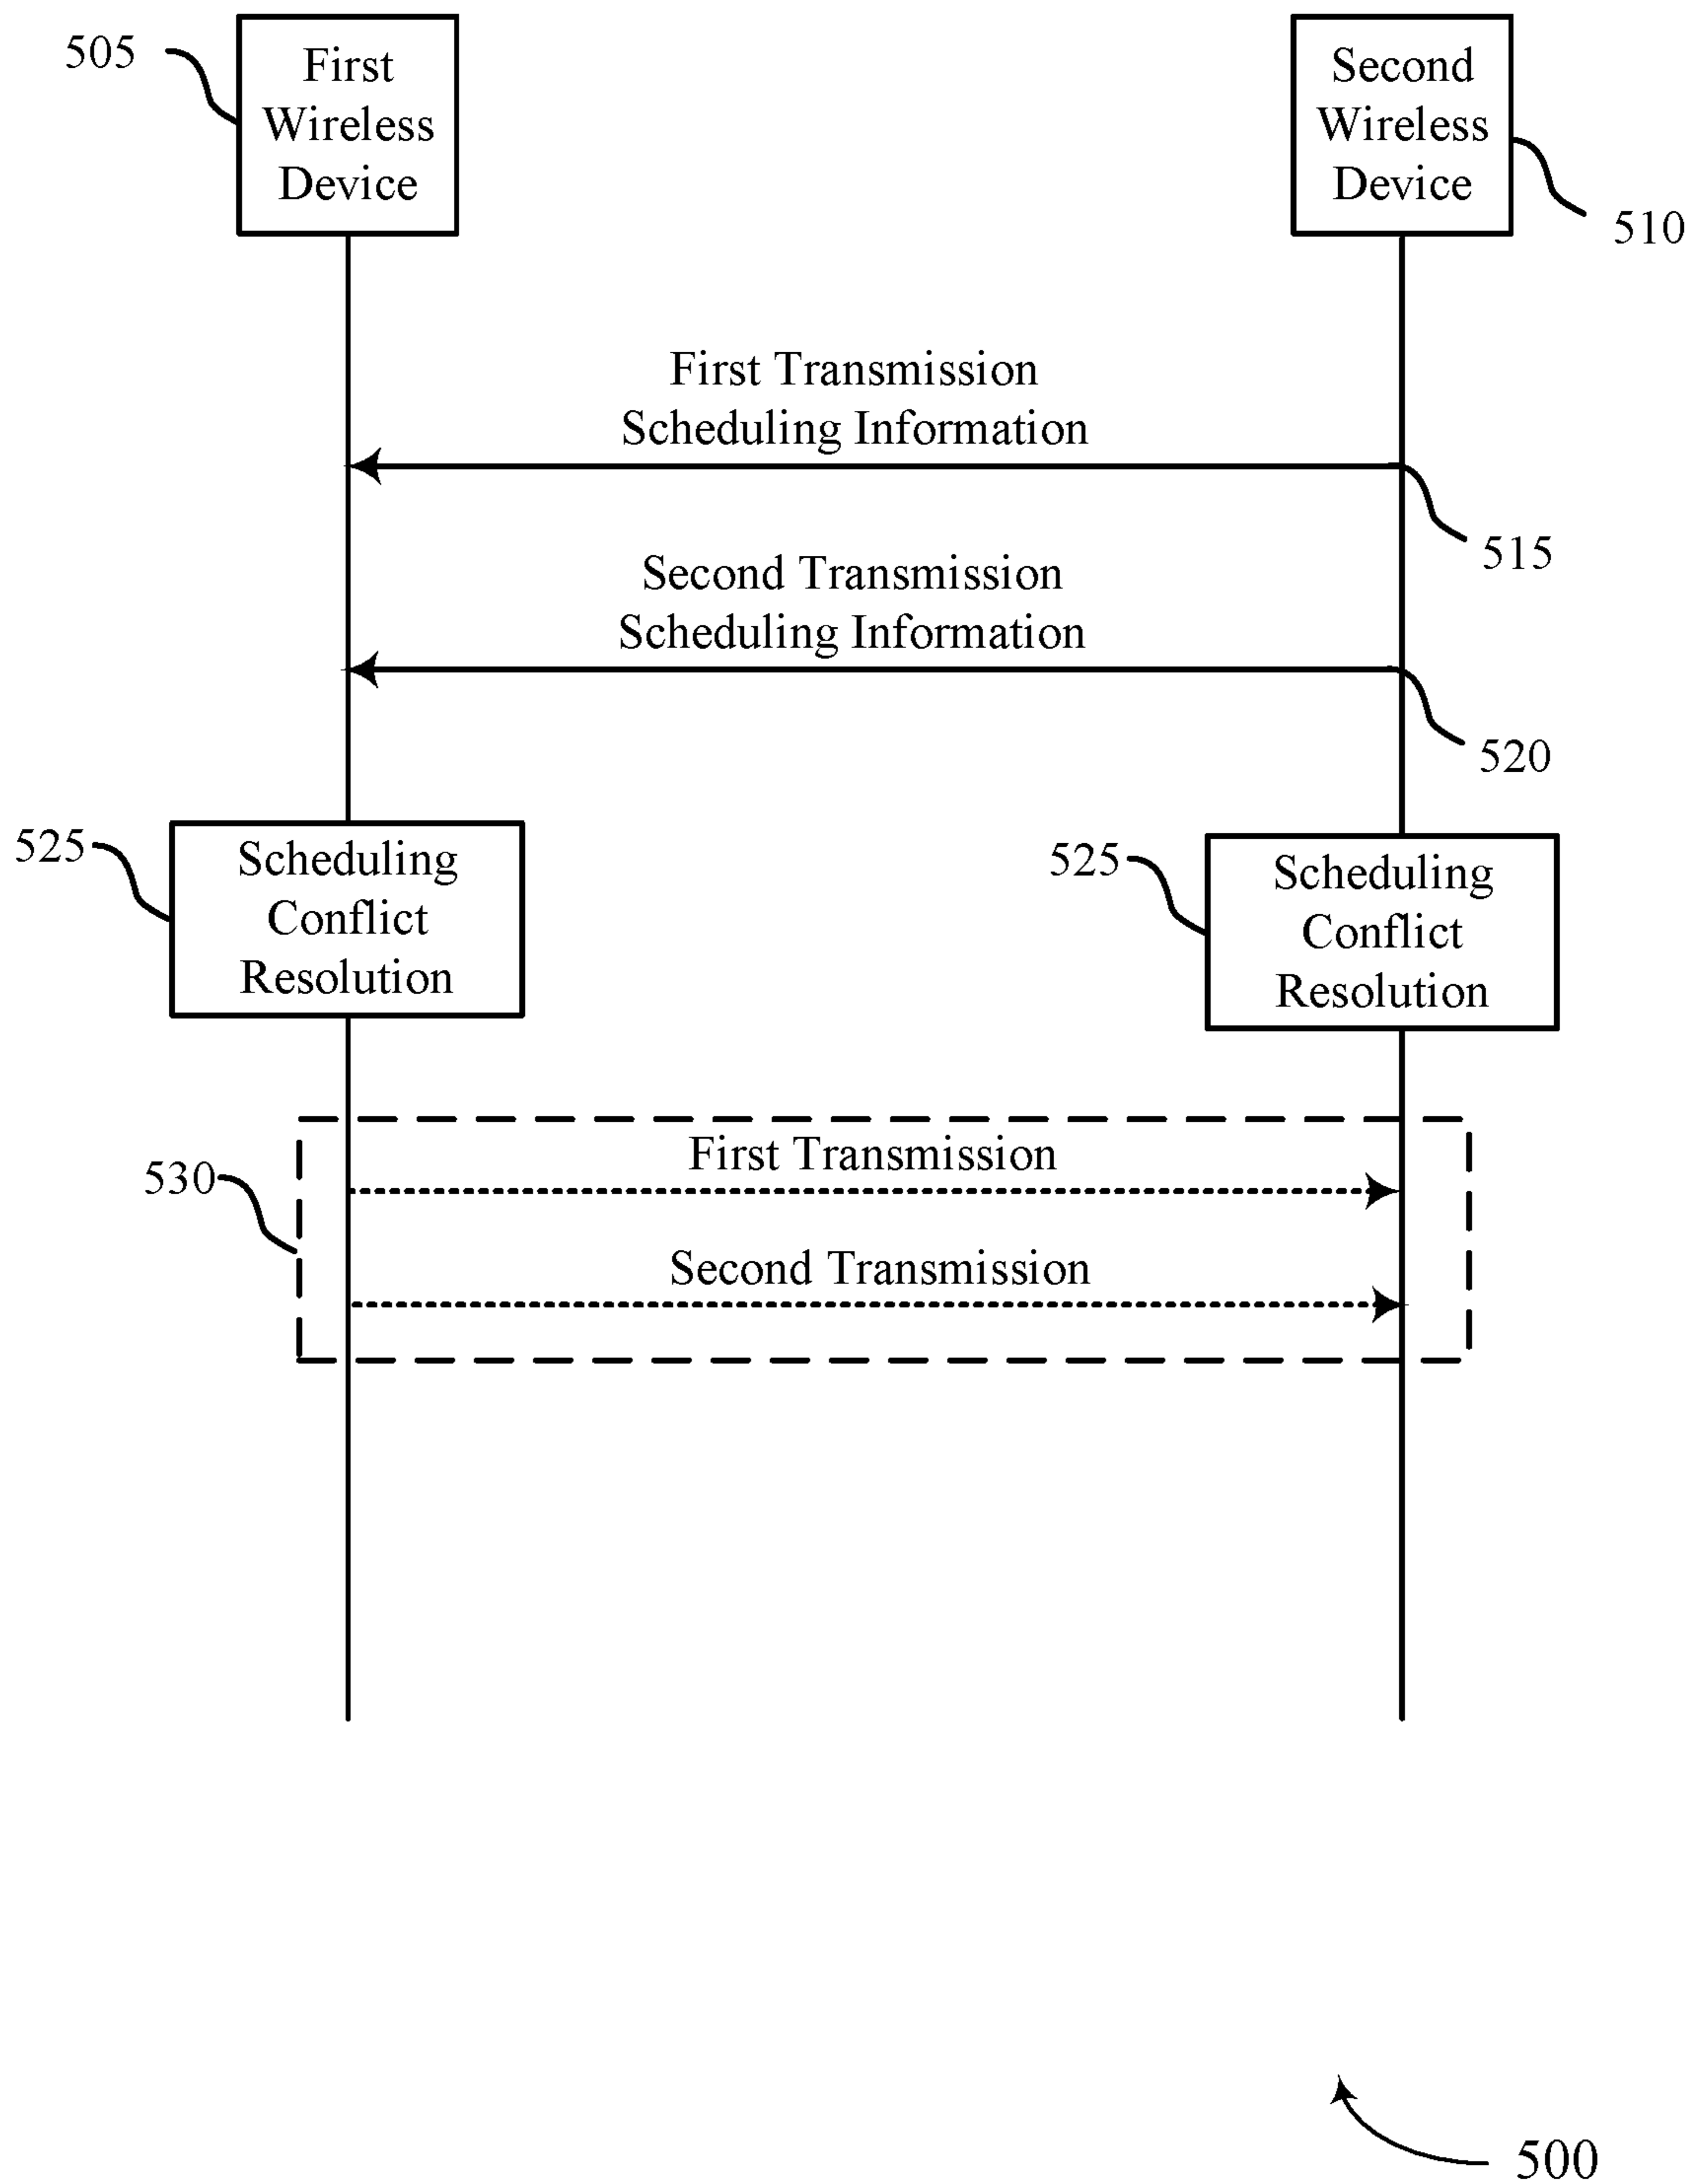 505
First
Wireless
Device
Second
Wireless
Device
510
First Transmission
Scheduling Information
515
Second Transmission
Scheduling Information
520
525
Scheduling
Conflict
Resolution
525
Scheduling
Conflict
Resolution
530
First Transmission
Second Transmission
500